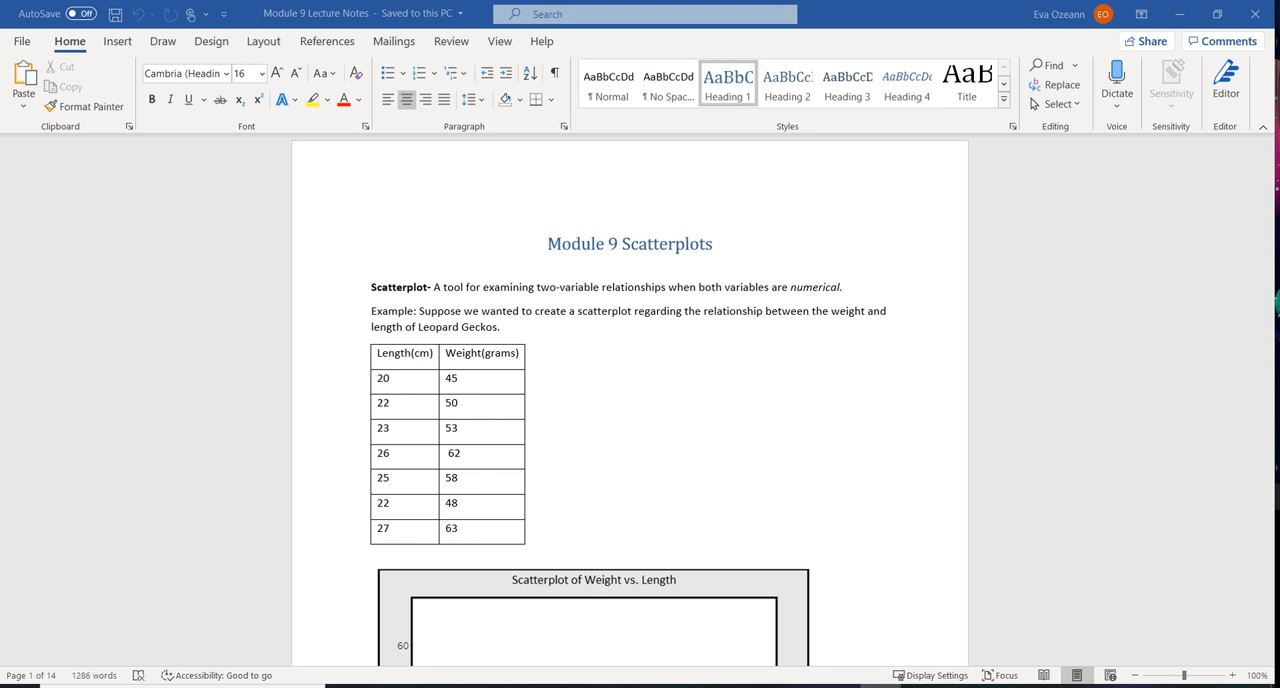 AutoSave Off Module 9 Lecture Notes - Saved to this PC Search Eva Ozeann EO
File Home Insert Draw Design Layout References Mailings Review View Help Share Comments
Paste Cut Copy Format Painter
Clipboard
Cambria (Headin 16 A A Aa A
B I U ab x₂ x² A A
Font
Paragraph
AaBbCcDd AaBbCcDd AaBbC AaBbCc AaBbCcD AaBbCcDc AaB
¶ Normal ¶ No Spac... Heading 1 Heading 2 Heading 3 Heading 4 Title
Styles
Find
Replace
Select
Editing
Dictate
Voice
Sensitivity
Sensitivity
Editor
Editor
Module 9 Scatterplots
Scatterplot- A tool for examining two-variable relationships when both variables are numerical.
Example: Suppose we wanted to create a scatterplot regarding the relationship between the weight and
length of Leopard Geckos.
Length(cm) Weight(grams)
20 45
22 50
23 53
26 62
25 58
22 48
27 63
Scatterplot of Weight vs. Length
60
Page 1 of 14 1286 words Accessibility: Good to go Display Settings Focus 100%